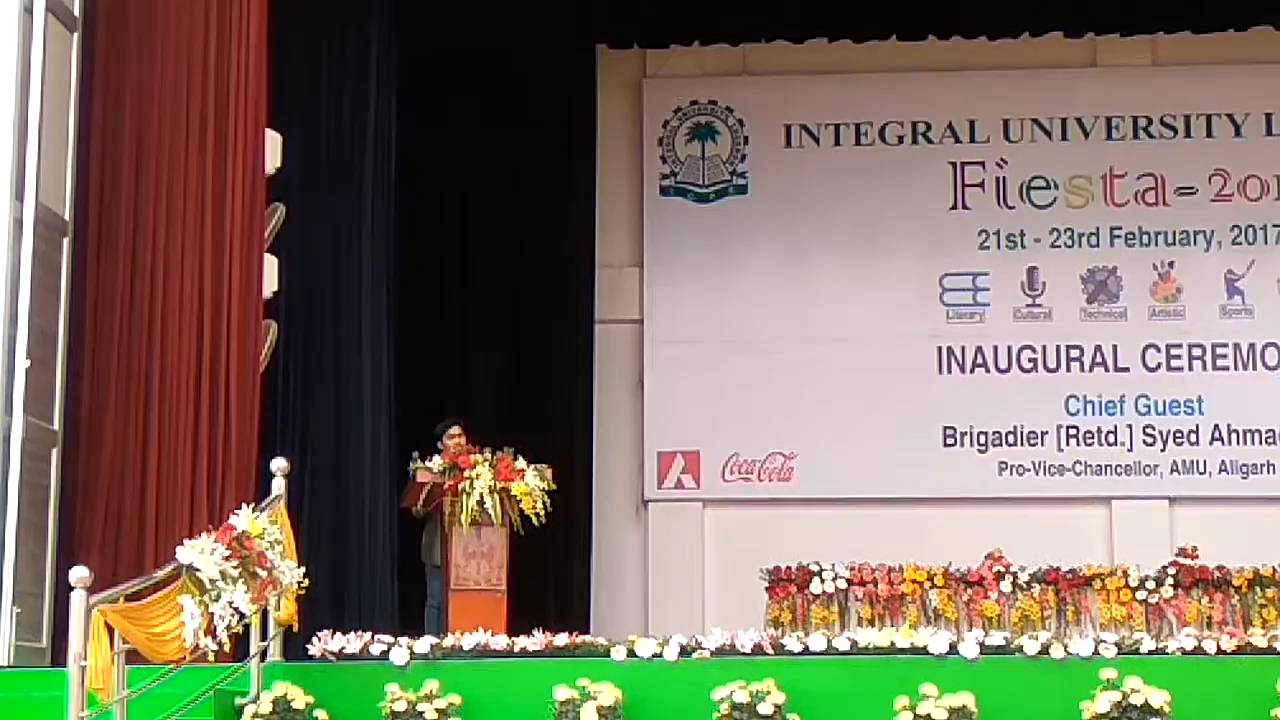 INTEGRAL UNIVERSITY L
Fiesta-201
21st - 23rd February, 2017
Literary Cultural Technical Artistic Sports
INAUGURAL CEREMO
Chief Guest
Brigadier [Retd.] Syed Ahma
Pro-Vice-Chancellor, AMU, Aligarh
Coca-Cola